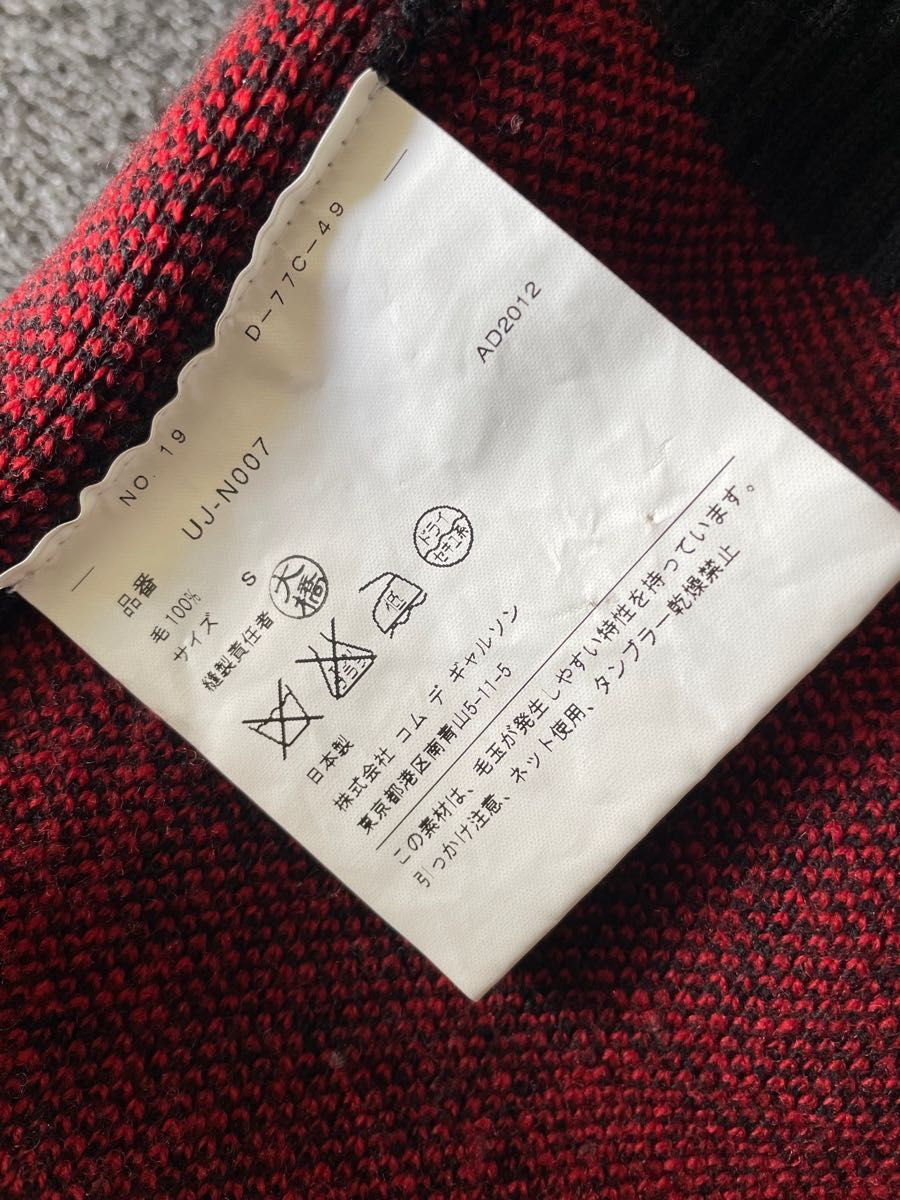 NO. 19 D-77C-49
品番 UJ-N007 AD2012
毛100%
サイズ S
縫製責任者 大橋
低
ドライ
セキユ系
日本製
株式会社 コム デ ギャルソン
東京都港区南青山5-11-5
この素材は、毛玉が発生しやすい特性を持っています。
引っかけ注意、ネット使用、タンブラー乾燥禁止